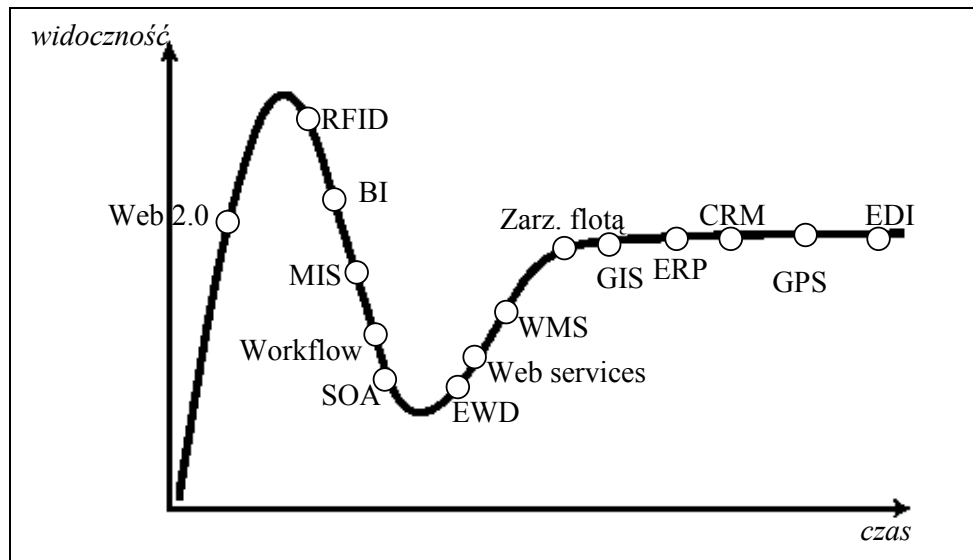 widoczność
RFID
BI
Web 2.0
Zarz. flotą
CRM
EDI
MIS
GIS
ERP
GPS
WMS
Workflow
Web services
SOA
EWD
czas